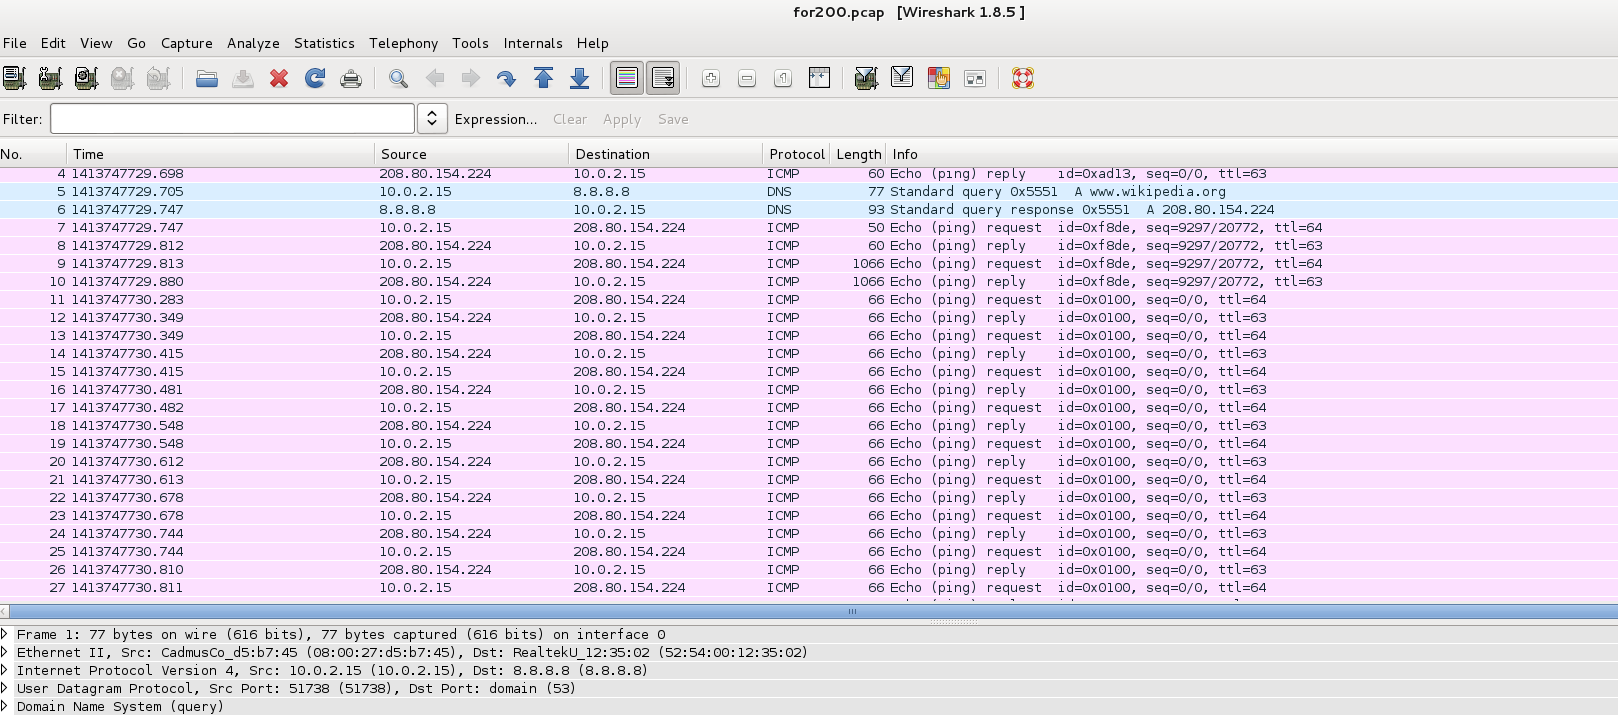 for200.pcap [Wireshark 1.8.5 ]
File Edit View Go Capture Analyze Statistics Telephony Tools Internals Help
Filter: Expression... Clear Apply Save
No. Time Source Destination Protocol Length Info
4 1413747729.698 208.80.154.224 10.0.2.15 ICMP 60 Echo (ping) reply id=0xad13, seq=0/0, ttl=63
5 1413747729.705 10.0.2.15 8.8.8.8 DNS 77 Standard query 0x5551 A www.wikipedia.org
6 1413747729.747 8.8.8.8 10.0.2.15 DNS 93 Standard query response 0x5551 A 208.80.154.224
7 1413747729.747 10.0.2.15 208.80.154.224 ICMP 50 Echo (ping) request id=0xf8de, seq=9297/20772, ttl=64
8 1413747729.812 208.80.154.224 10.0.2.15 ICMP 60 Echo (ping) reply id=0xf8de, seq=9297/20772, ttl=63
9 1413747729.813 10.0.2.15 208.80.154.224 ICMP 1066 Echo (ping) request id=0xf8de, seq=9297/20772, ttl=64
10 1413747729.880 208.80.154.224 10.0.2.15 ICMP 1066 Echo (ping) reply id=0xf8de, seq=9297/20772, ttl=63
11 1413747730.283 10.0.2.15 208.80.154.224 ICMP 66 Echo (ping) request id=0x0100, seq=0/0, ttl=64
12 1413747730.349 208.80.154.224 10.0.2.15 ICMP 66 Echo (ping) reply id=0x0100, seq=0/0, ttl=63
13 1413747730.349 10.0.2.15 208.80.154.224 ICMP 66 Echo (ping) request id=0x0100, seq=0/0, ttl=64
14 1413747730.415 208.80.154.224 10.0.2.15 ICMP 66 Echo (ping) reply id=0x0100, seq=0/0, ttl=63
15 1413747730.415 10.0.2.15 208.80.154.224 ICMP 66 Echo (ping) request id=0x0100, seq=0/0, ttl=64
16 1413747730.481 208.80.154.224 10.0.2.15 ICMP 66 Echo (ping) reply id=0x0100, seq=0/0, ttl=63
17 1413747730.482 10.0.2.15 208.80.154.224 ICMP 66 Echo (ping) request id=0x0100, seq=0/0, ttl=64
18 1413747730.548 208.80.154.224 10.0.2.15 ICMP 66 Echo (ping) reply id=0x0100, seq=0/0, ttl=63
19 1413747730.548 10.0.2.15 208.80.154.224 ICMP 66 Echo (ping) request id=0x0100, seq=0/0, ttl=64
20 1413747730.612 208.80.154.224 10.0.2.15 ICMP 66 Echo (ping) reply id=0x0100, seq=0/0, ttl=63
21 1413747730.613 10.0.2.15 208.80.154.224 ICMP 66 Echo (ping) request id=0x0100, seq=0/0, ttl=64
22 1413747730.678 208.80.154.224 10.0.2.15 ICMP 66 Echo (ping) reply id=0x0100, seq=0/0, ttl=63
23 1413747730.678 10.0.2.15 208.80.154.224 ICMP 66 Echo (ping) request id=0x0100, seq=0/0, ttl=64
24 1413747730.744 208.80.154.224 10.0.2.15 ICMP 66 Echo (ping) reply id=0x0100, seq=0/0, ttl=63
25 1413747730.744 10.0.2.15 208.80.154.224 ICMP 66 Echo (ping) request id=0x0100, seq=0/0, ttl=64
26 1413747730.810 208.80.154.224 10.0.2.15 ICMP 66 Echo (ping) reply id=0x0100, seq=0/0, ttl=63
27 1413747730.811 10.0.2.15 208.80.154.224 ICMP 66 Echo (ping) request id=0x0100, seq=0/0, ttl=64
Frame 1: 77 bytes on wire (616 bits), 77 bytes captured (616 bits) on interface 0
Ethernet II, Src: CadmusCo_d5:b7:45 (08:00:27:d5:b7:45), Dst: RealtekU_12:35:02 (52:54:00:12:35:02)
Internet Protocol Version 4, Src: 10.0.2.15 (10.0.2.15), Dst: 8.8.8.8 (8.8.8.8)
User Datagram Protocol, Src Port: 51738 (51738), Dst Port: domain (53)
Domain Name System (query)